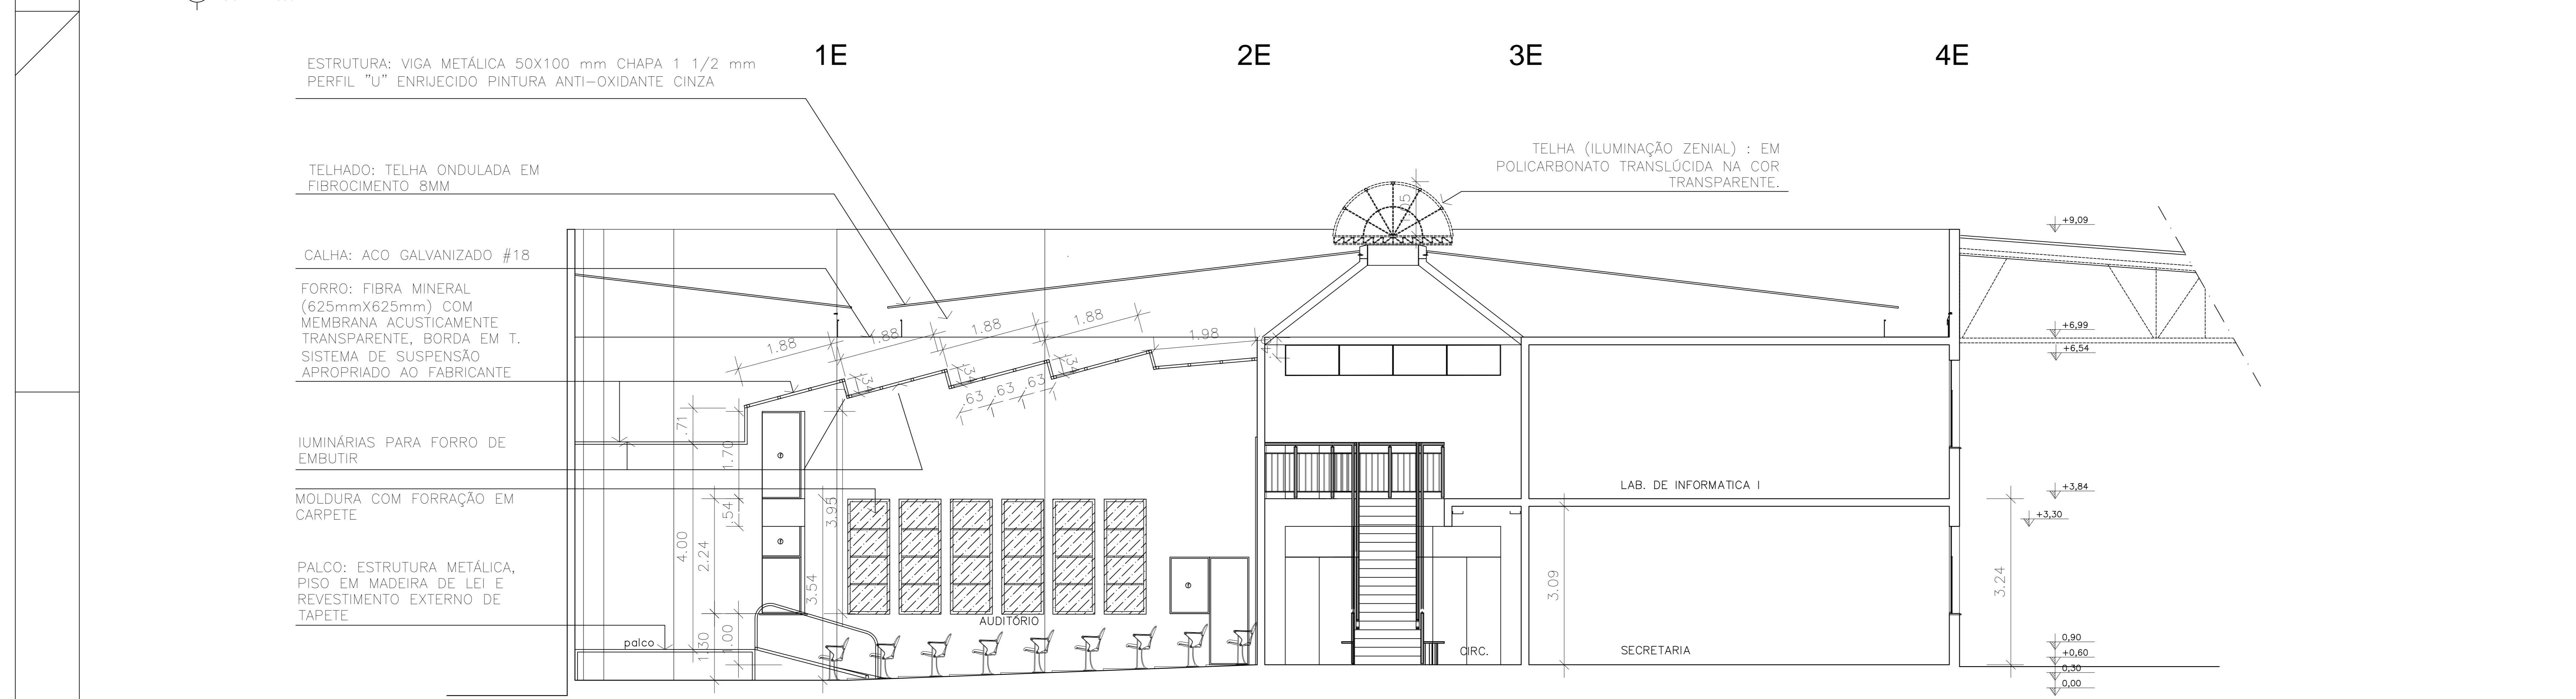 1E
2E
3E
4E
ESTRUTURA: VIGA METÁLICA 50X100 mm CHAPA 1 1/2 mm
PERFIL "U" ENRIJECIDO PINTURA ANTI-OXIDANTE CINZA
TELHADO: TELHA ONDULADA EM
FIBROCIMENTO 8MM
TELHA (ILUMINAÇÃO ZENIAL) : EM
POLICARBONATO TRANSLÚCIDA NA COR
TRANSPARENTE.
CALHA: ACO GALVANIZADO #18
FORRO: FIBRA MINERAL
(625mmX625mm) COM
MEMBRANA ACUSTICAMENTE
TRANSPARENTE, BORDA EM T.
SISTEMA DE SUSPENSÃO
APROPRIADO AO FABRICANTE
IUMINÁRIAS PARA FORRO DE
EMBUTIR
MOLDURA COM FORRAÇÃO EM
CARPETE
PALCO: ESTRUTURA METÁLICA,
PISO EM MADEIRA DE LEI E
REVESTIMENTO EXTERNO DE
TAPETE
1.88
1.88
1.88
1.88
1.98
.34
.34
.34
.63
.63
.63
.71
1.70
.54
3.95
4.00
2.24
3.54
1.30
1.00
palco
AUDITÓRIO
CIRC.
LAB. DE INFORMATICA I
SECRETARIA
3.09
3.24
+9,09
+6,99
+6,54
+3,84
+3,30
0,90
+0,60
0,30
0,00